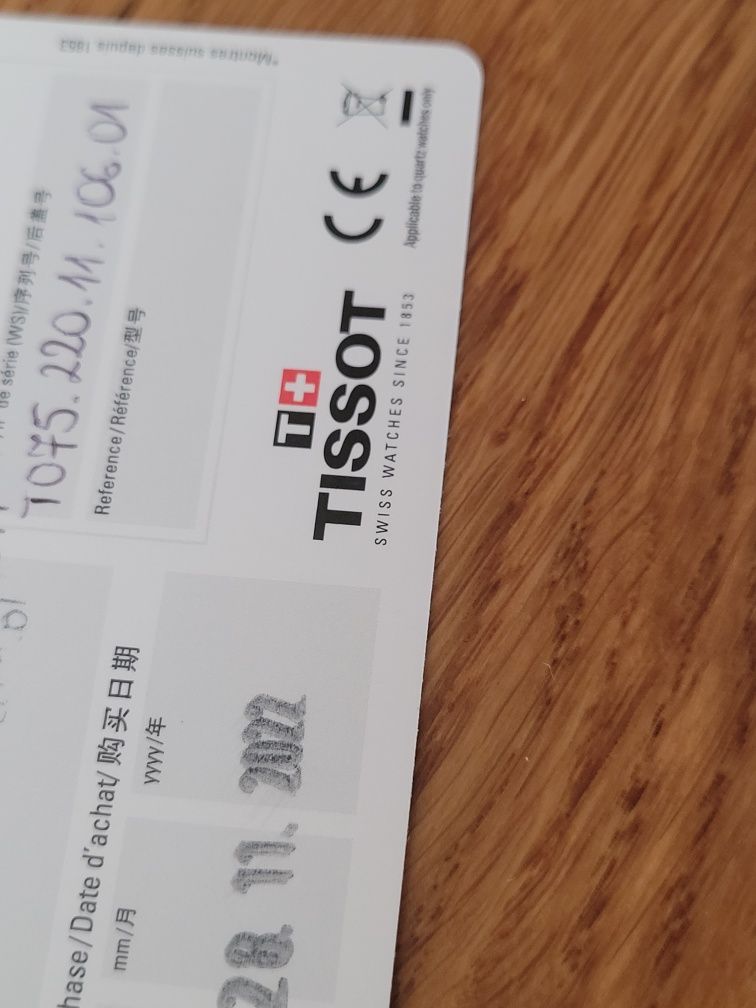 *Montres suisses depuis 1853
de série (WS)/序列号/后盖号
T075.220.11.106.01
Reference/Référence/型号
T+
TISSOT
SWISS WATCHES SINCE 1853
CE
Applicable to quartz watches only
hase/Date d'achat/购买日期
mm/月
yyyy/年
28. 11. 2022